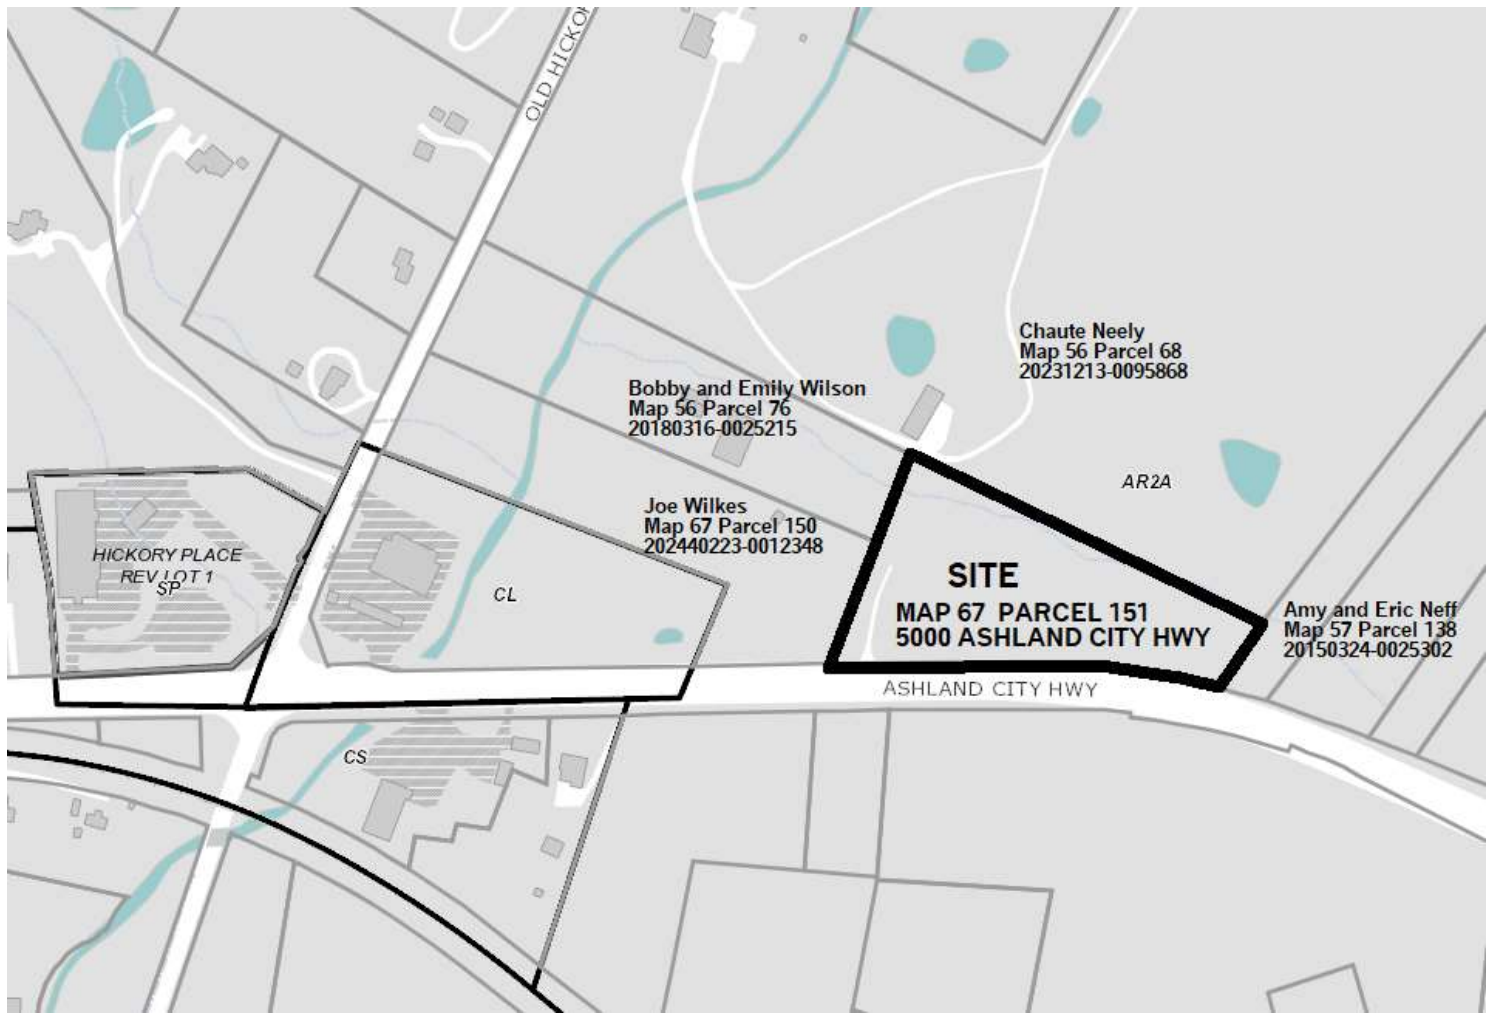 OLD HICKO
Chaute Neely
Map 56 Parcel 68
20231213-0095868
Bobby and Emily Wilson
Map 56 Parcel 76
20180316-0025215
AR2A
Joe Wilkes
Map 67 Parcel 150
202440223-0012348
HICKORY PLACE
REV LOT 1
SP
CL
SITE
MAP 67 PARCEL 151
5000 ASHLAND CITY HWY
Amy and Eric Neff
Map 57 Parcel 138
20150324-0025302
ASHLAND CITY HWY
CS